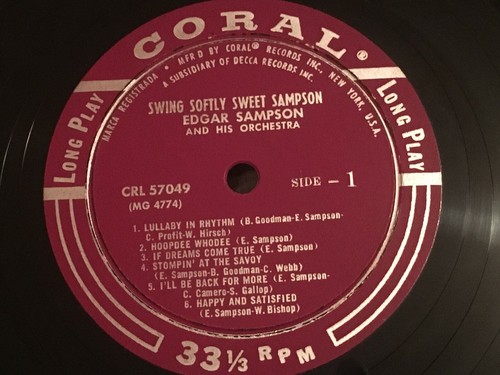 CORAL®
MARCA REGISTRADA • MFR'D BY CORAL® RECORDS INC., NEW YORK, U.S.A.
A SUBSIDIARY OF DECCA RECORDS INC.
LONG PLAY
LONG PLAY
SWING SOFTLY SWEET SAMPSON
EDGAR SAMPSON
AND HIS ORCHESTRA
CRL 57049
(MG 4774)
SIDE - 1
1. LULLABY IN RHYTHM (B. Goodman-E. Sampson-
C. Profit-W. Hirsch)
2. HOOPDEE WHODEE (E. Sampson)
3. IF DREAMS COME TRUE (E. Sampson)
4. STOMPIN' AT THE SAVOY
(E. Sampson-B. Goodman-C. Webb)
5. I'LL BE BACK FOR MORE (E. Sampson-
C. Camero-S. Gallop)
6. HAPPY AND SATISFIED
(E. Sampson-W. Bishop)
33 1/3 RPM